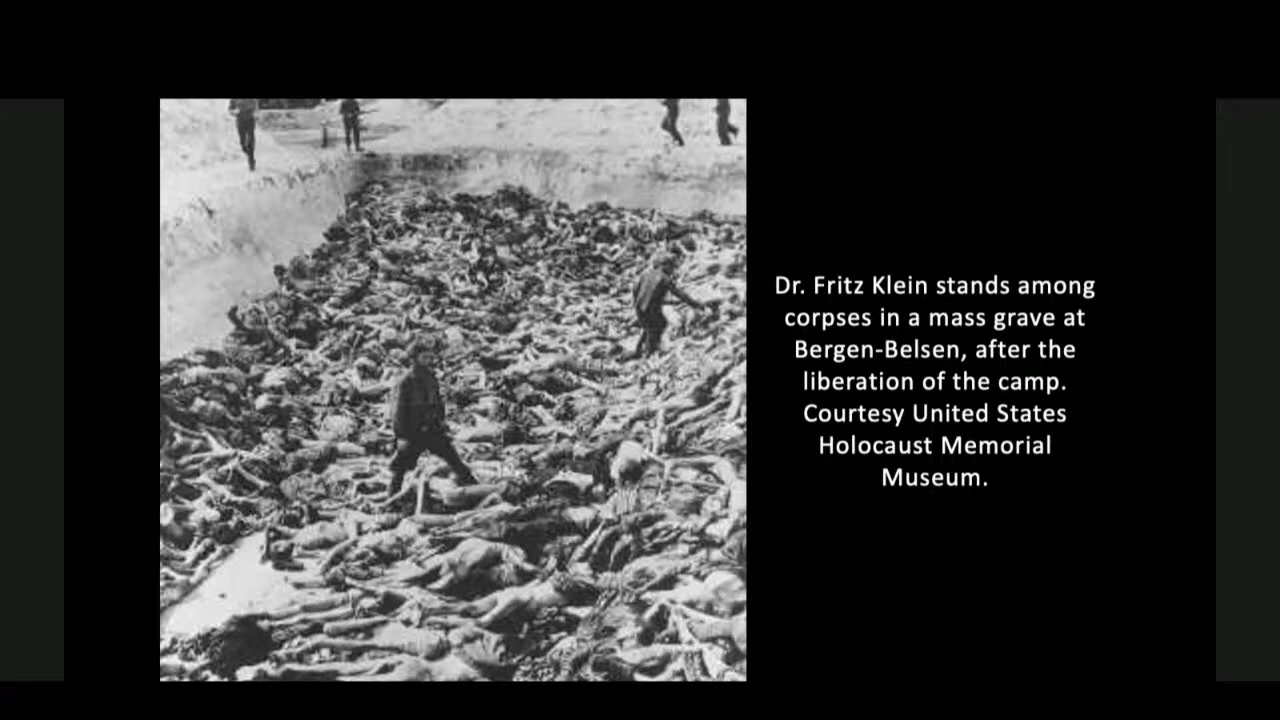 Dr. Fritz Klein stands among
corpses in a mass grave at
Bergen-Belsen, after the
liberation of the camp.
Courtesy United States
Holocaust Memorial
Museum.